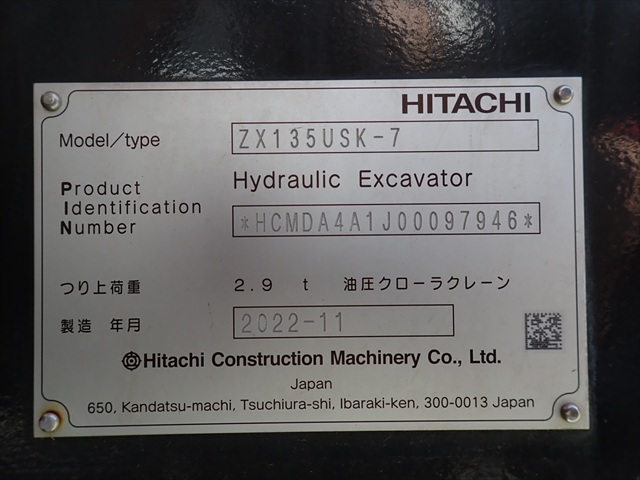 HITACHI
Model/type ZX135USK-7
Product Identification Number Hydraulic Excavator
*HCMDA4A1J00097946*
つり上荷重 2.9 t 油圧クローラクレーン
製造 年月 2022-11
Hitachi Construction Machinery Co., Ltd.
Japan
650, Kandatsu-machi, Tsuchiura-shi, Ibaraki-ken, 300-0013 Japan